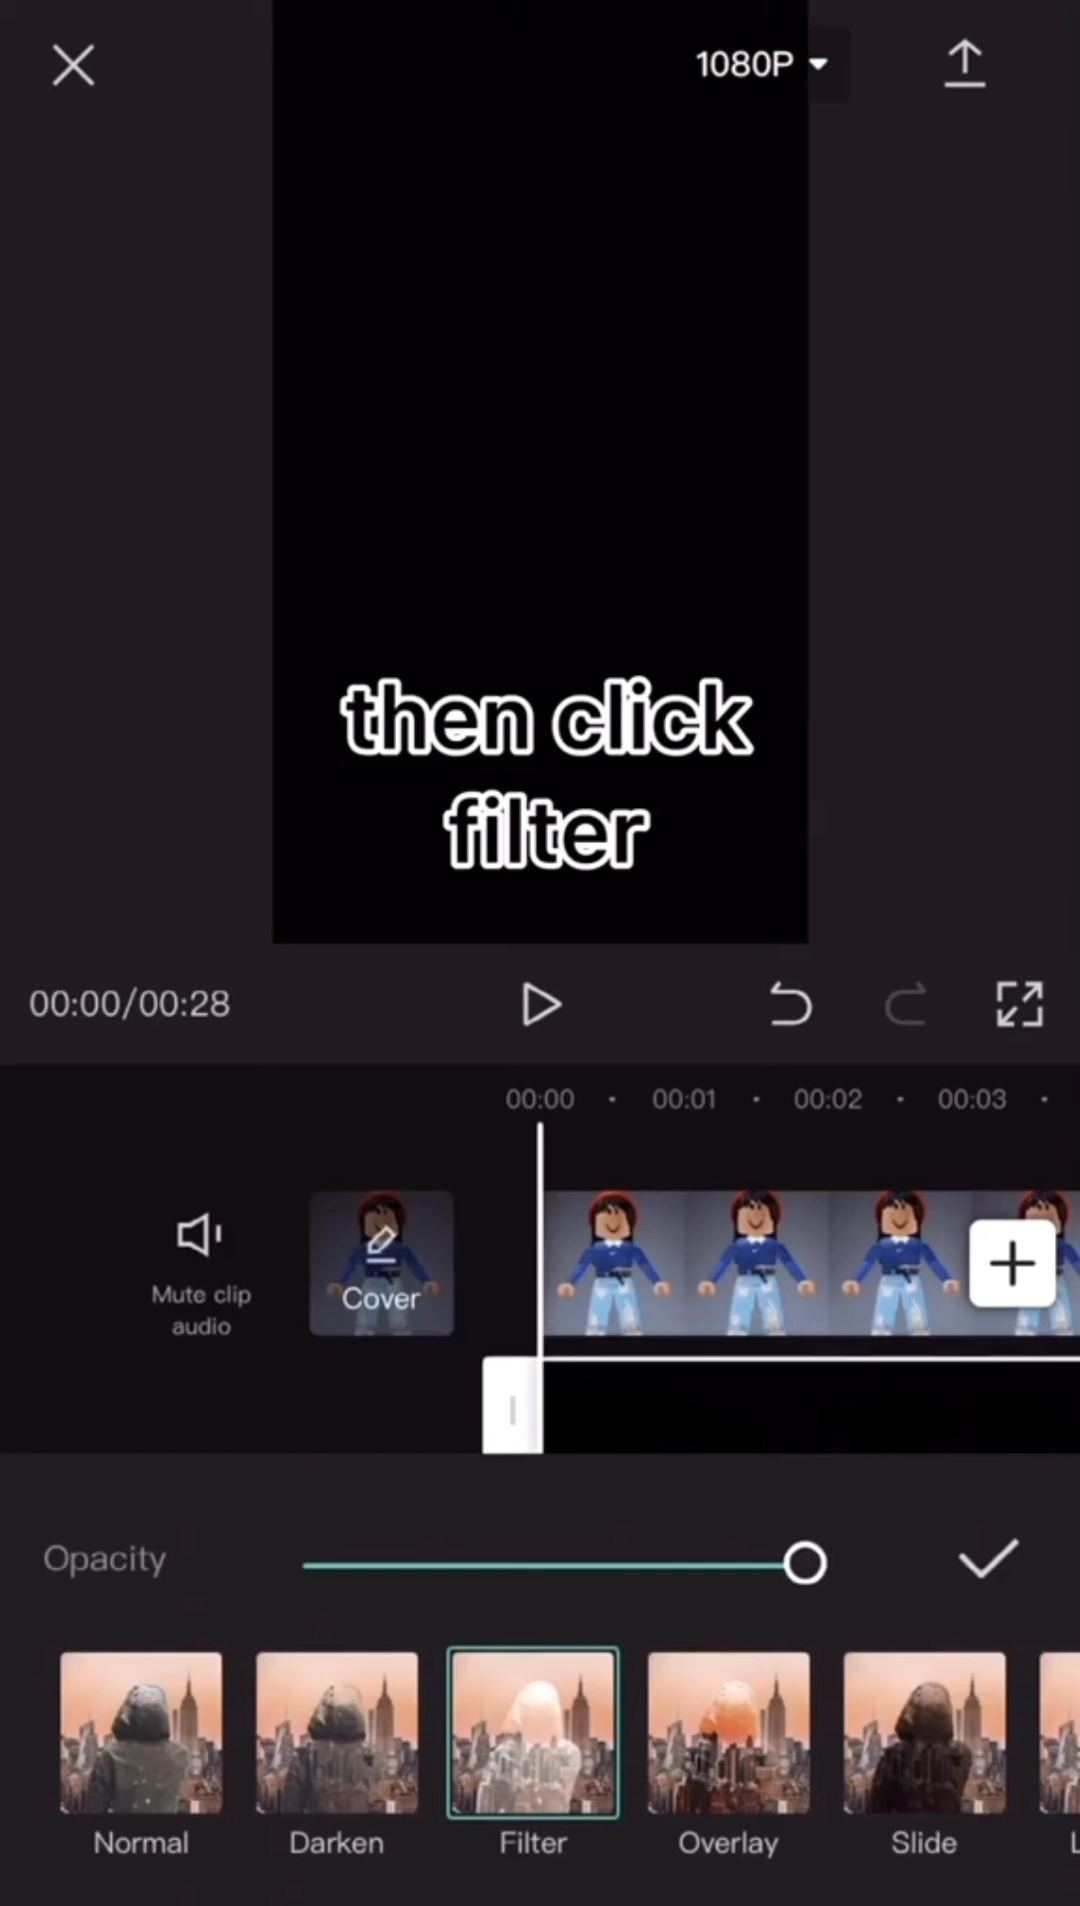 1080P
then click
filter
00:00/00:28
00:00
00:01
00:02
00:03
Mute clip
audio
Cover
Opacity
Normal
Darken
Filter
Overlay
Slide